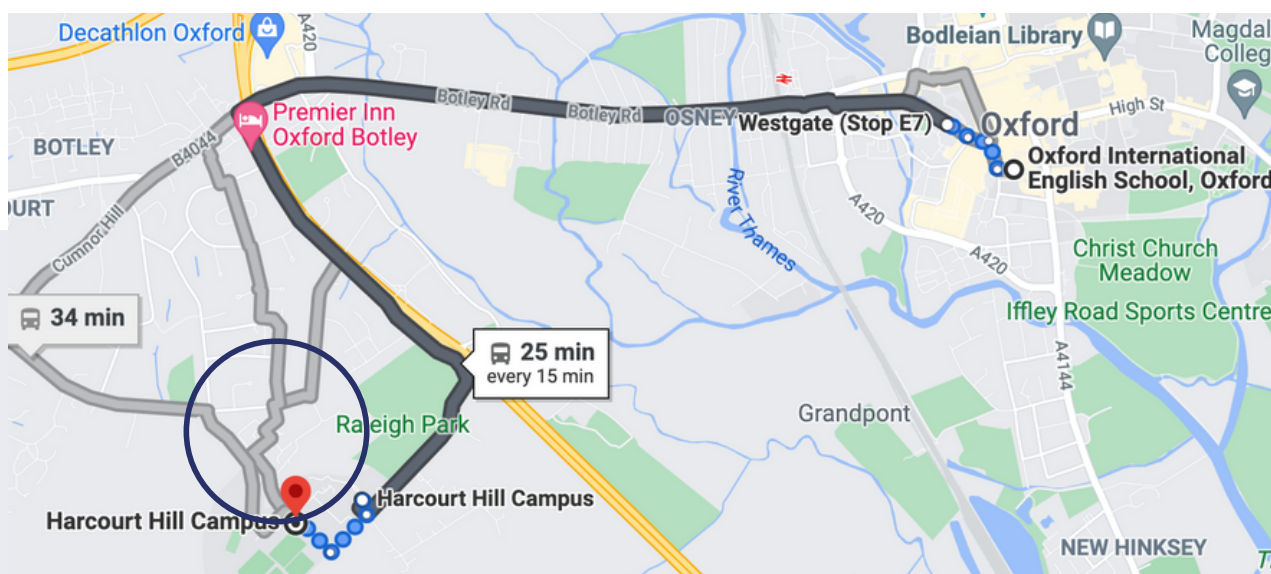 Decathlon Oxford
A420
Bodleian Library
Magdal
Colleg
Premier Inn
Oxford Botley
Botley Rd
Botley Rd
OSNEY
Westgate (Stop E7)
Oxford
High St
BOTLEY
B4044
Oxford International
English School, Oxford
OURT
Cumnor Hill
River Thames
A420
A420
Christ Church
Meadow
34 min
25 min
every 15 min
Iffley Road Sports Centre
A4144
Raleigh Park
Grandpont
Harcourt Hill Campus
Harcourt Hill Campus
NEW HINKSEY
T